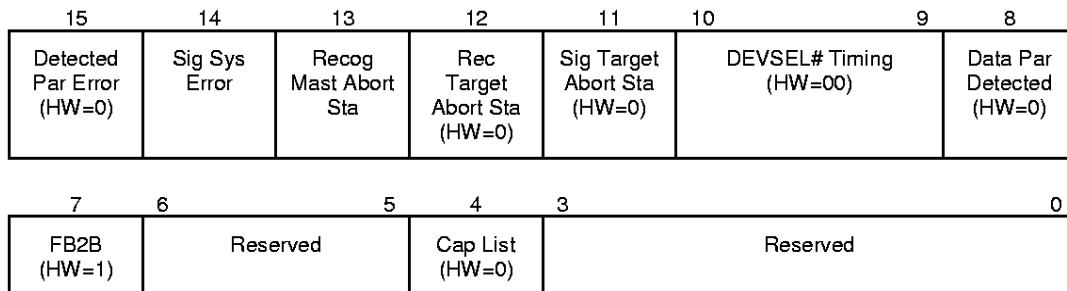 15 14 13 12 11 10 9 8
Detected Sig Sys Recog Rec Sig Target DEVSEL# Timing Data Par
Par Error Error Mast Abort Target Abort Sta (HW=00) Detected
(HW=0) Sta Abort Sta (HW=0) (HW=0)
(HW=0)
7 6 5 4 3 0
FB2B Reserved Cap List Reserved
(HW=1) (HW=0)